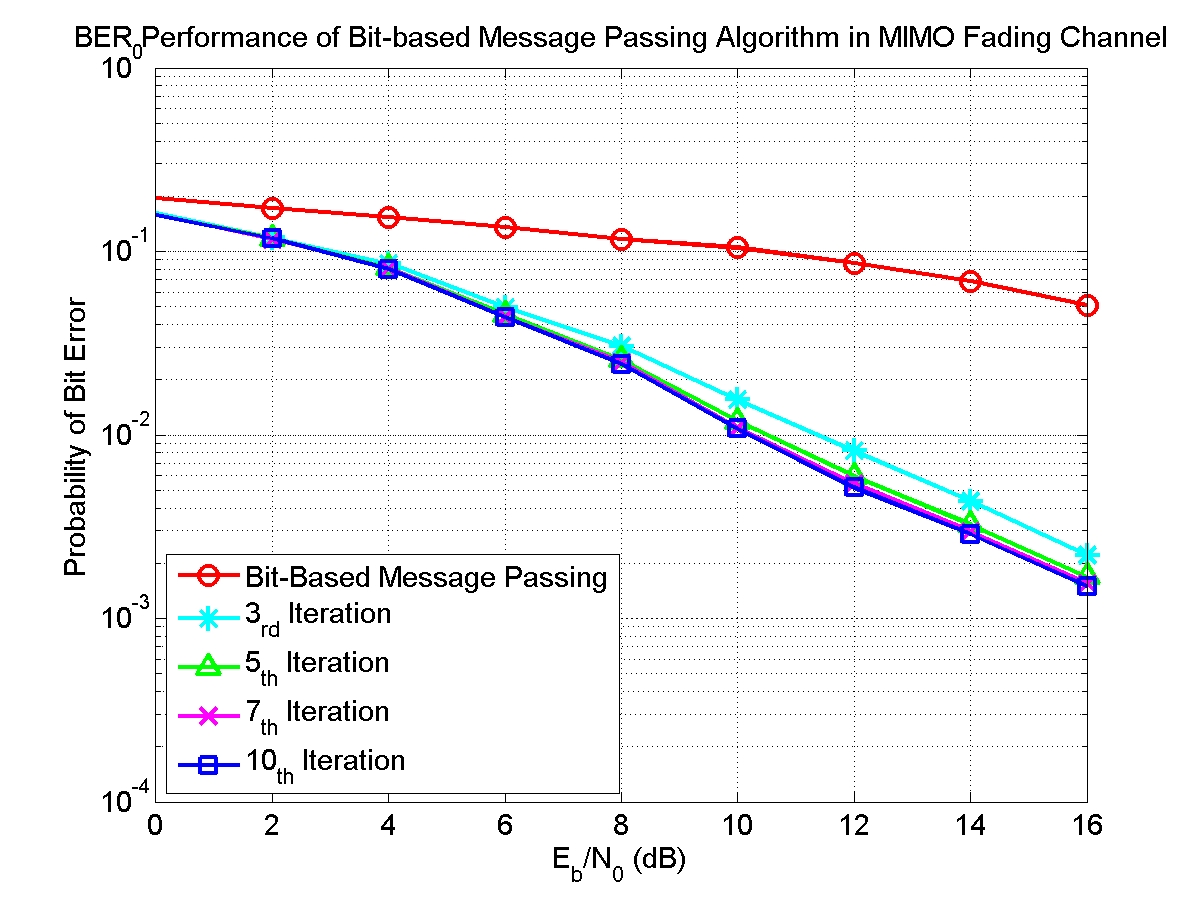 BER0Performance of Bit-based Message Passing Algorithm in MIMO Fading Channel
10^0
10^-1
10^-2
10^-3
10^-4
Probability of Bit Error
Bit-Based Message Passing
3rd Iteration
5th Iteration
7th Iteration
10th Iteration
0 2 4 6 8 10 12 14 16
Eb/N0 (dB)